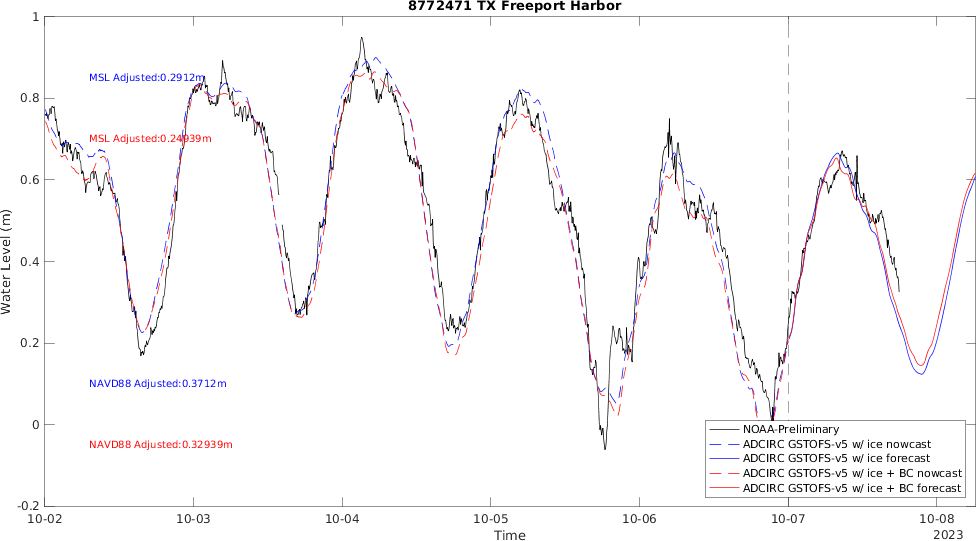 8772471 TX Freeport Harbor
1
0.8
0.6
0.4
0.2
0
-0.2
Water Level (m)
MSL Adjusted:0.2912m
MSL Adjusted:0.24939m
NAVD88 Adjusted:0.3712m
NAVD88 Adjusted:0.32939m
NOAA-Preliminary
ADCIRC GSTOFS-v5 w/ ice nowcast
ADCIRC GSTOFS-v5 w/ ice forecast
ADCIRC GSTOFS-v5 w/ ice + BC nowcast
ADCIRC GSTOFS-v5 w/ ice + BC forecast
10-02 10-03 10-04 10-05 10-06 10-07 10-08
Time
2023